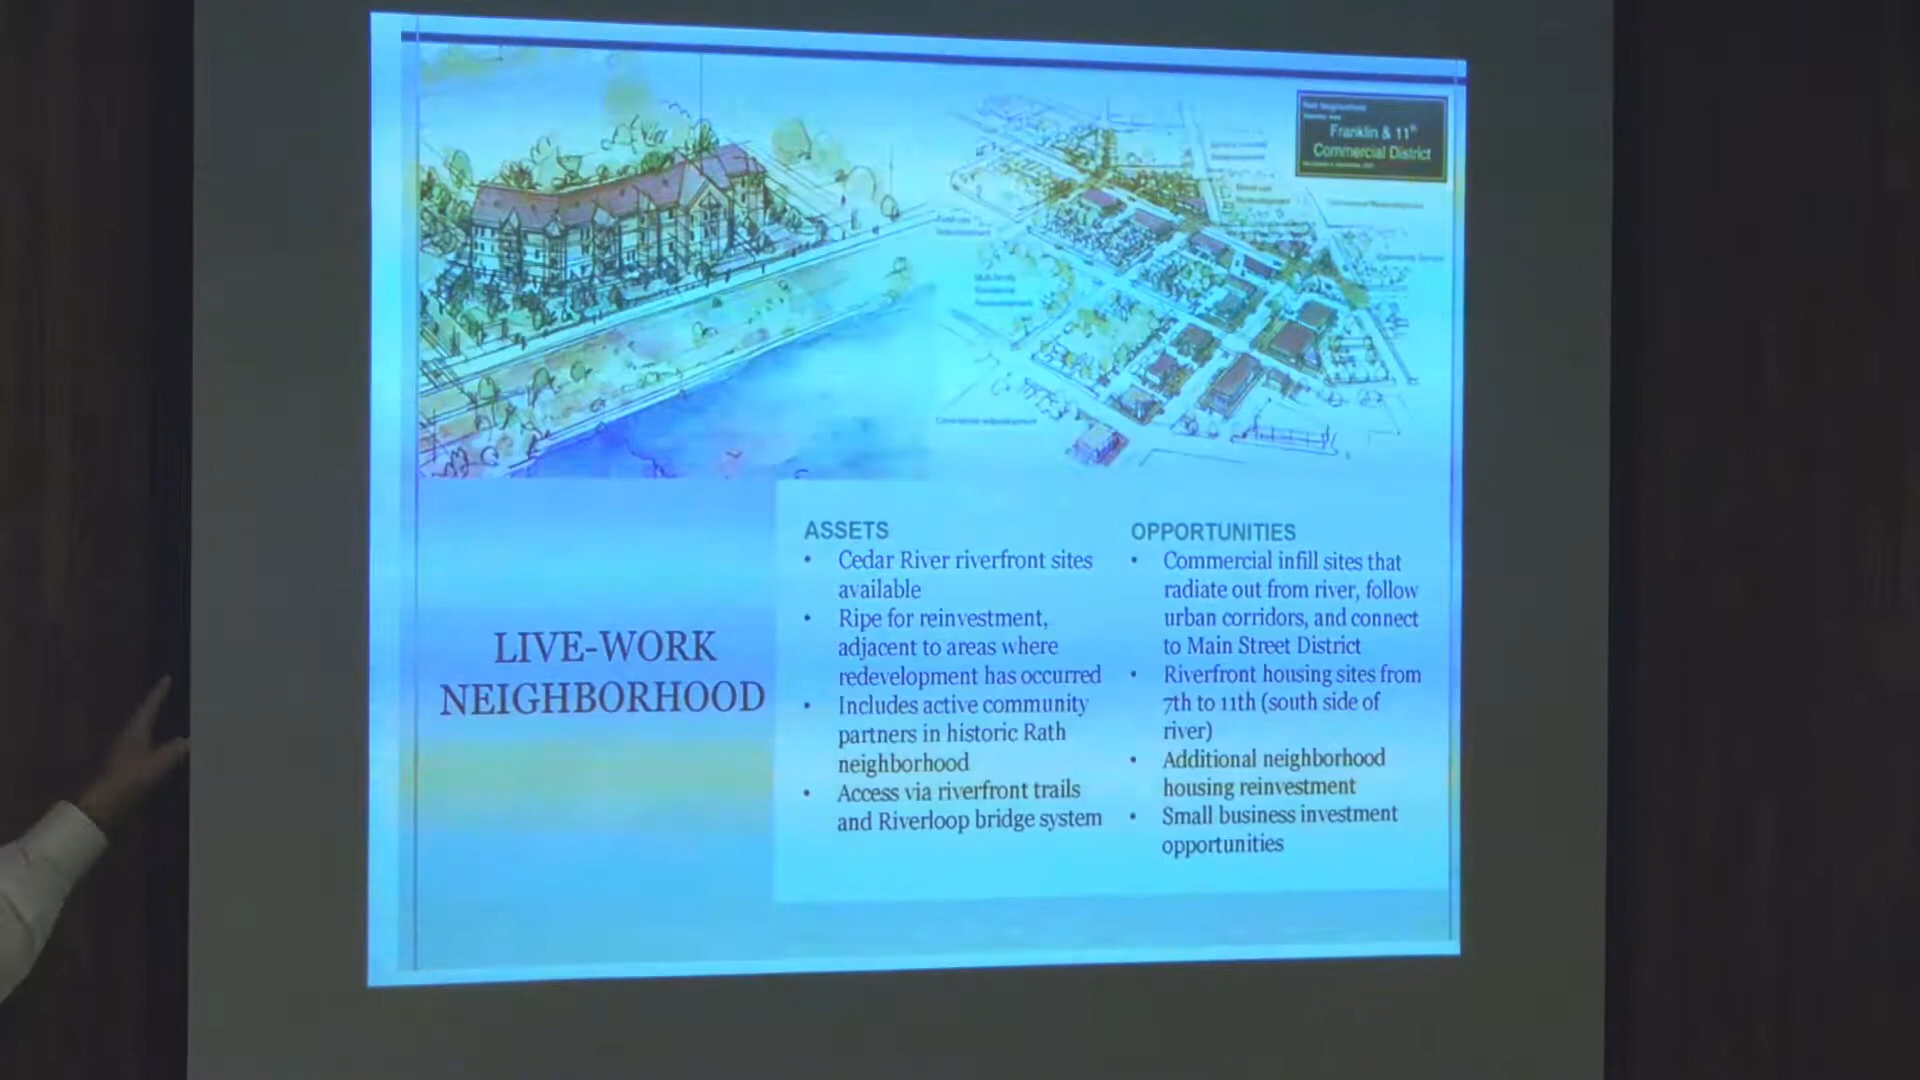 Franklin & 11th
Commercial District
LIVE-WORK
NEIGHBORHOOD
ASSETS
• Cedar River riverfront sites
available
• Ripe for reinvestment,
adjacent to areas where
redevelopment has occurred
• Includes active community
partners in historic Rath
neighborhood
• Access via riverfront trails
and Riverloop bridge system
OPPORTUNITIES
• Commercial infill sites that
radiate out from river, follow
urban corridors, and connect
to Main Street District
• Riverfront housing sites from
7th to 11th (south side of
river)
• Additional neighborhood
housing reinvestment
• Small business investment
opportunities